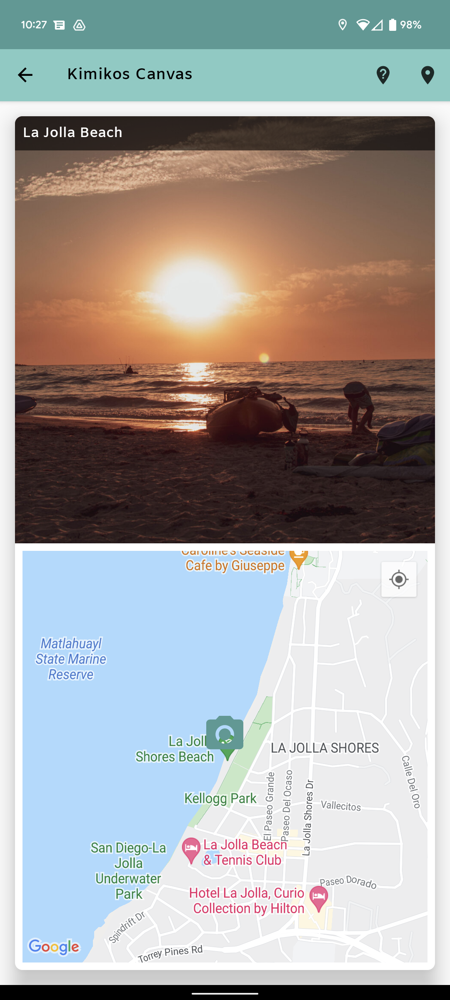 10:27
98%
Kimikos Canvas
La Jolla Beach
Caroline's Seaside
Cafe by Giuseppe
Matlahuayl
State Marine
Reserve
La Joll
Shores Beach
LA JOLLA SHORES
Calle Del Oro
El Paseo Grande
Paseo Del Ocaso
La Jolla Shores Dr
Kellogg Park
Vallecitos
La Jolla Beach
& Tennis Club
San Diego-La
Jolla
Underwater
Park
Paseo Dorado
Hotel La Jolla, Curio
Collection by Hilton
Spindrift Dr
Google
Torrey Pines Rd